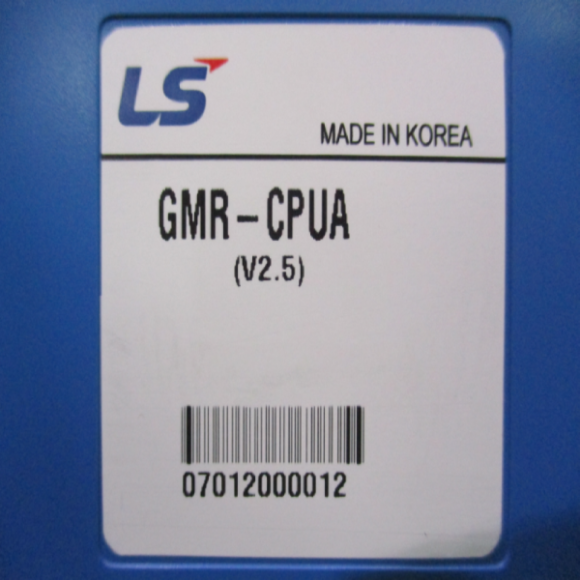 LS
MADE IN KOREA
GMR-CPUA
(V2.5)
07012000012